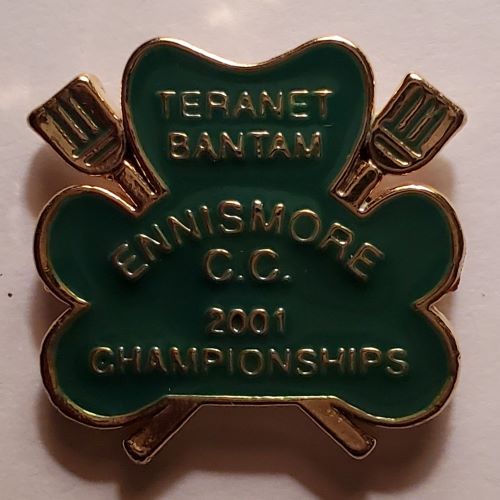 TERANET
BANTAM
ENNISMORE
C.C.
2001
CHAMPIONSHIPS